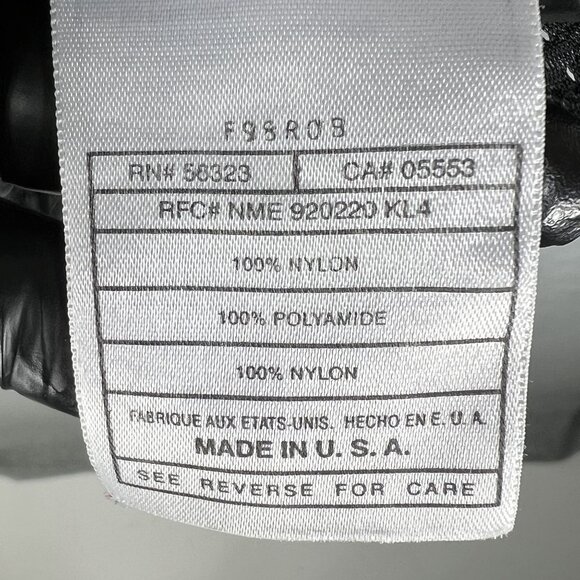 F98R0B
RN# 56323 CA# 05553
RFC# NME 920220 KL4
100% NYLON
100% POLYAMIDE
100% NYLON
FABRIQUE AUX ETATS-UNIS. HECHO EN E. U. A.
MADE IN U. S. A.
SEE REVERSE FOR CARE